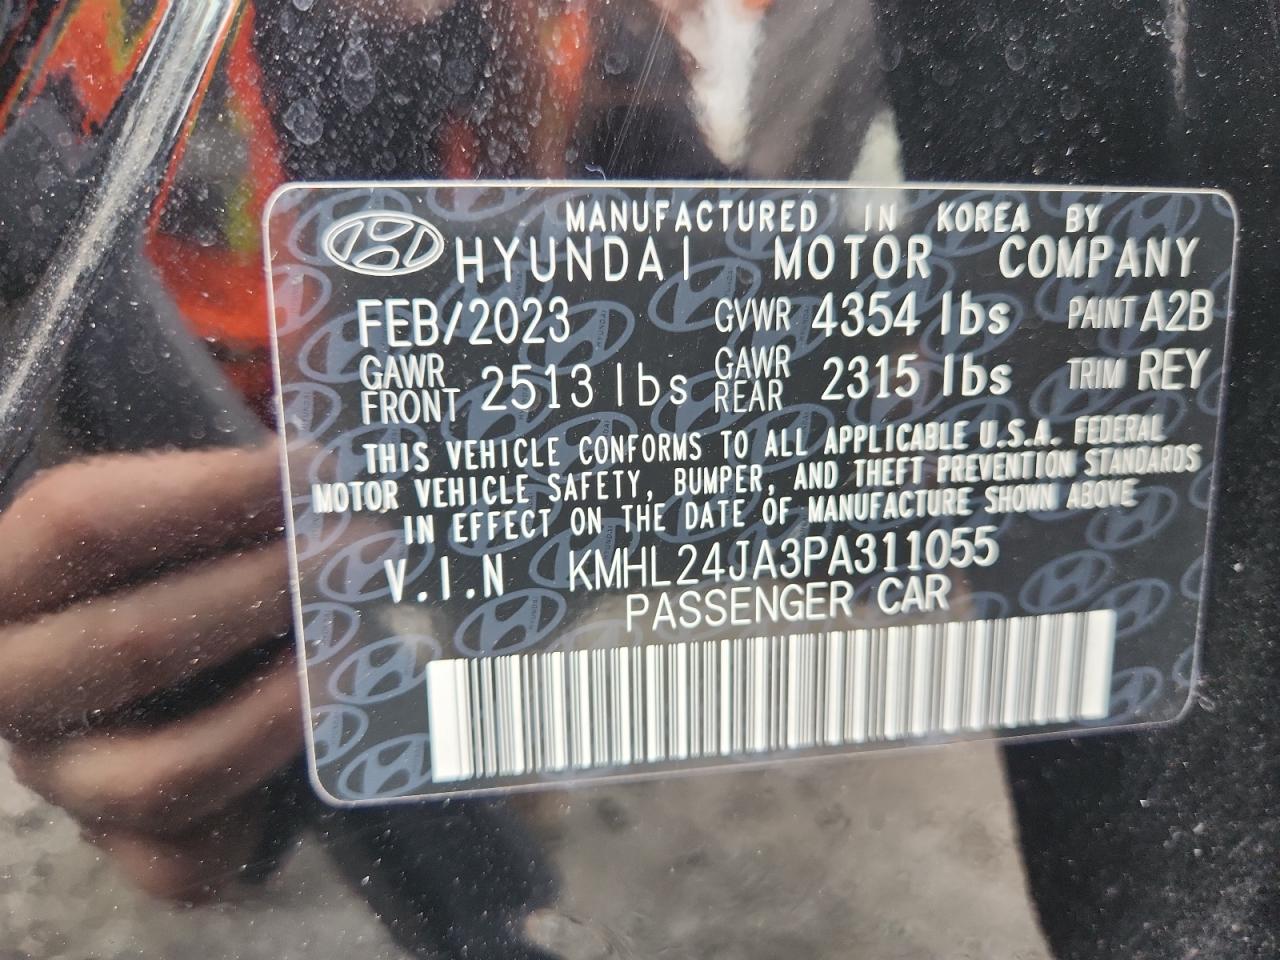 MANUFACTURED IN KOREA BY
HYUNDAI MOTOR COMPANY
FEB/2023 GVWR 4354 lbs PAINT A2B
GAWR FRONT 2513 lbs GAWR REAR 2315 lbs TRIM REY
THIS VEHICLE CONFORMS TO ALL APPLICABLE U.S.A. FEDERAL
MOTOR VEHICLE SAFETY, BUMPER, AND THEFT PREVENTION STANDARDS
IN EFFECT ON THE DATE OF MANUFACTURE SHOWN ABOVE
V.I.N KMHL24JA3PA311055
PASSENGER CAR